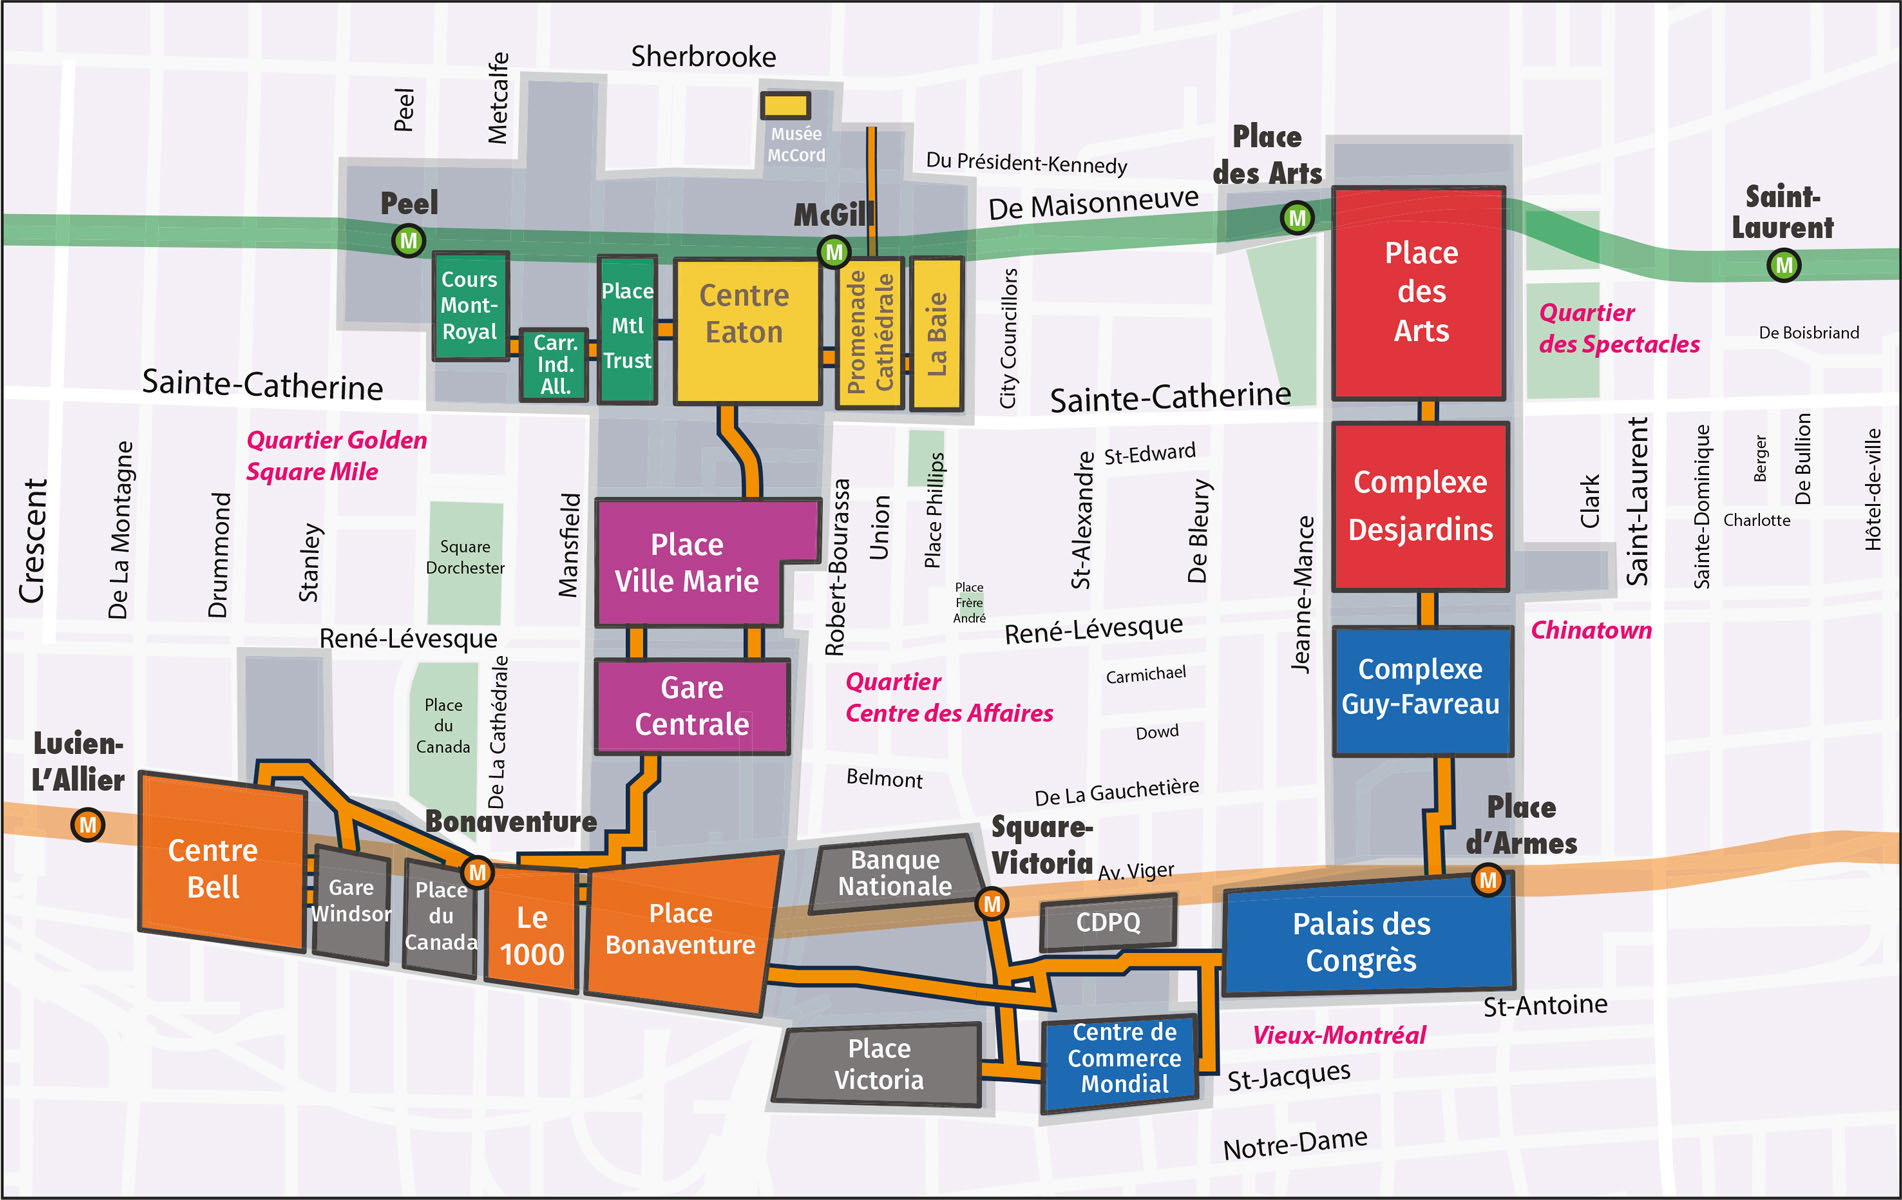 Sherbrooke
Peel
Metcalfe
Musée
McCord
Du Président-Kennedy
De Maisonneuve
Place
des Arts
M
Peel
M
McGill
M
Saint-
Laurent
M
Cours
Mont-
Royal
Carr.
Ind.
All.
Place
Mtl
Trust
Centre
Eaton
Promenade
Cathédrale
La Baie
City Councillors
Place
des
Arts
Quartier
des Spectacles
De Boisbriand
Sainte-Catherine
Sainte-Catherine
Quartier Golden
Square Mile
Crescent
De La Montagne
Drummond
Stanley
Square
Dorchester
Mansfield
Place
Ville Marie
Robert-Bourassa
Union
Place Phillips
Place
Frère
André
St-Alexandre
St-Edward
De Bleury
Jeanne-Mance
Complexe
Desjardins
Clark
Saint-Laurent
Sainte-Dominique
Berger
De Bullion
Charlotte
Hôtel-de-ville
René-Lévesque
René-Lévesque
Chinatown
Place
du
Canada
De La Cathédrale
Gare
Centrale
Quartier
Centre des Affaires
Carmichael
Dowd
Belmont
De La Gauchetière
Complexe
Guy-Favreau
Lucien-
L’Allier
M
Bonaventure
M
Square-
Victoria
M
Av. Viger
Place
d’Armes
M
Centre
Bell
Gare
Windsor
Place
du
Canada
Le
1000
Place
Bonaventure
Banque
Nationale
CDPQ
Palais des
Congrès
St-Antoine
Place
Victoria
Centre de
Commerce
Mondial
Vieux-Montréal
St-Jacques
Notre-Dame